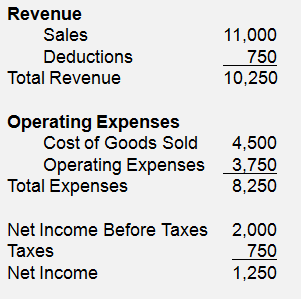 Revenue
Sales 11,000
Deductions 750
Total Revenue 10,250
Operating Expenses
Cost of Goods Sold 4,500
Operating Expenses 3,750
Total Expenses 8,250
Net Income Before Taxes 2,000
Taxes 750
Net Income 1,250